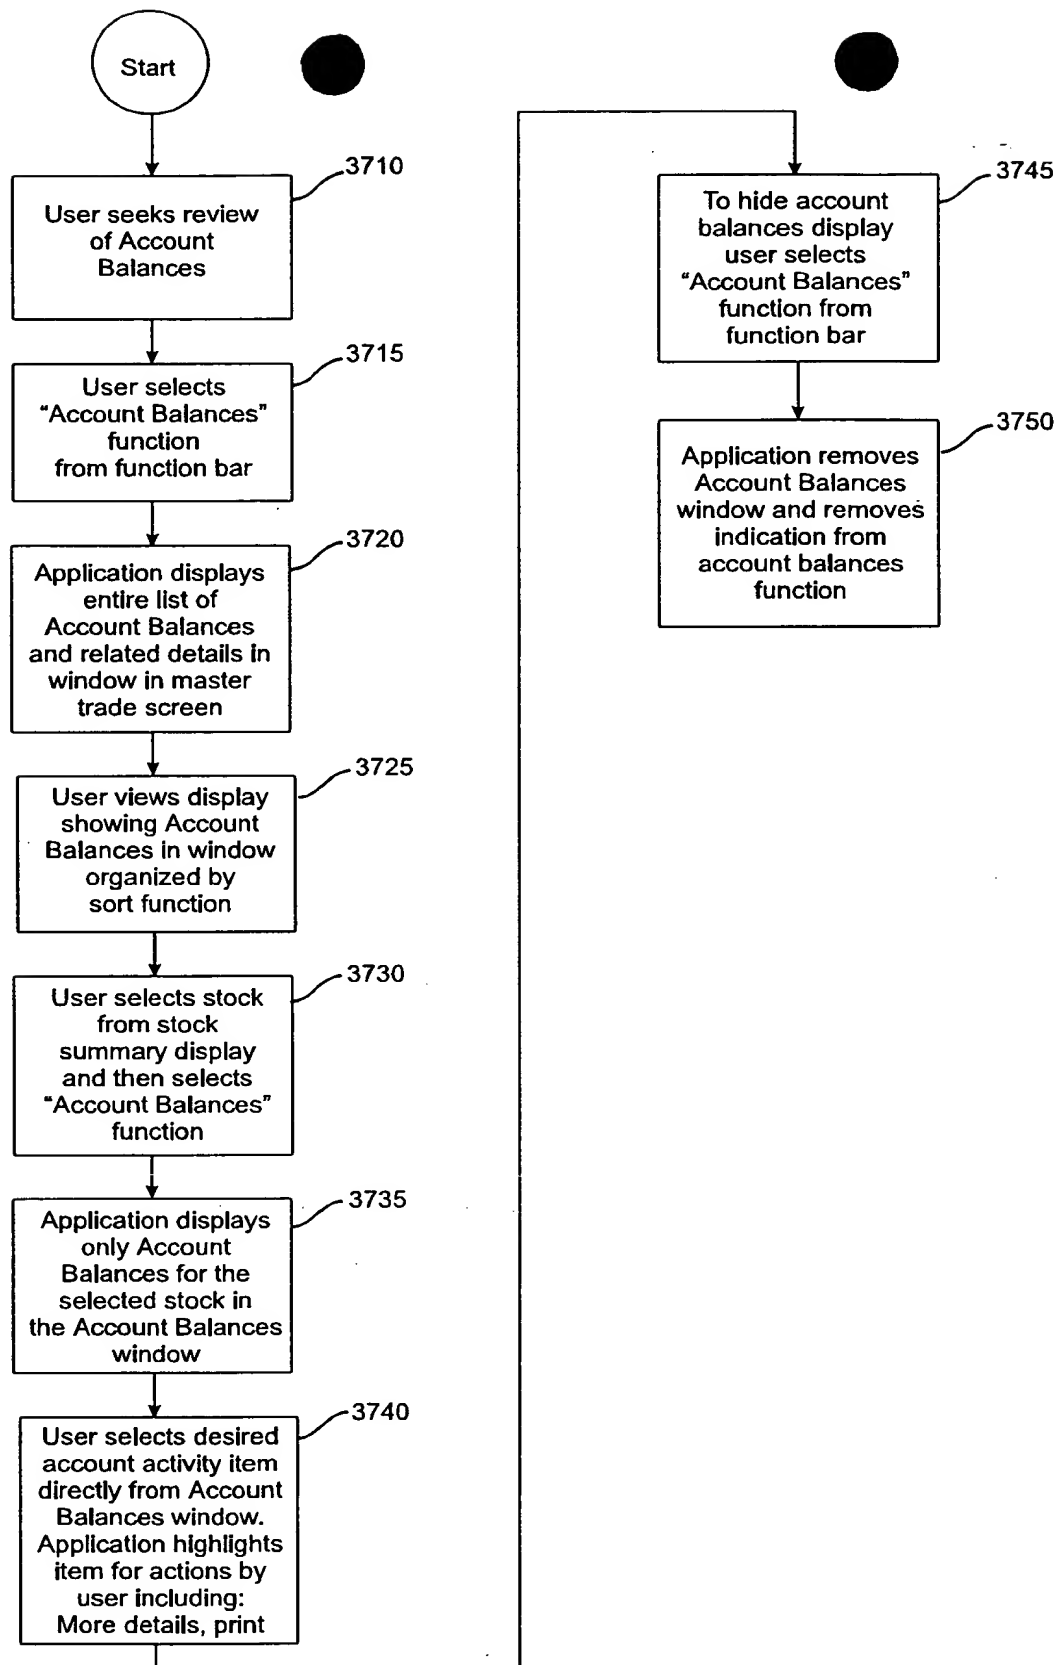 Start
3710
User seeks review
of Account
Balances
3715
User selects
"Account Balances"
function
from function bar
3720
Application displays
entire list of
Account Balances
and related details in
window in master
trade screen
3725
User views display
showing Account
Balances in window
organized by
sort function
3730
User selects stock
from stock
summary display
and then selects
"Account Balances"
function
3735
Application displays
only Account
Balances for the
selected stock in
the Account Balances
window
3740
User selects desired
account activity item
directly from Account
Balances window.
Application highlights
item for actions by
user including:
More details, print
3745
To hide account
balances display
user selects
"Account Balances"
function from
function bar
3750
Application removes
Account Balances
window and removes
indication from
account balances
function